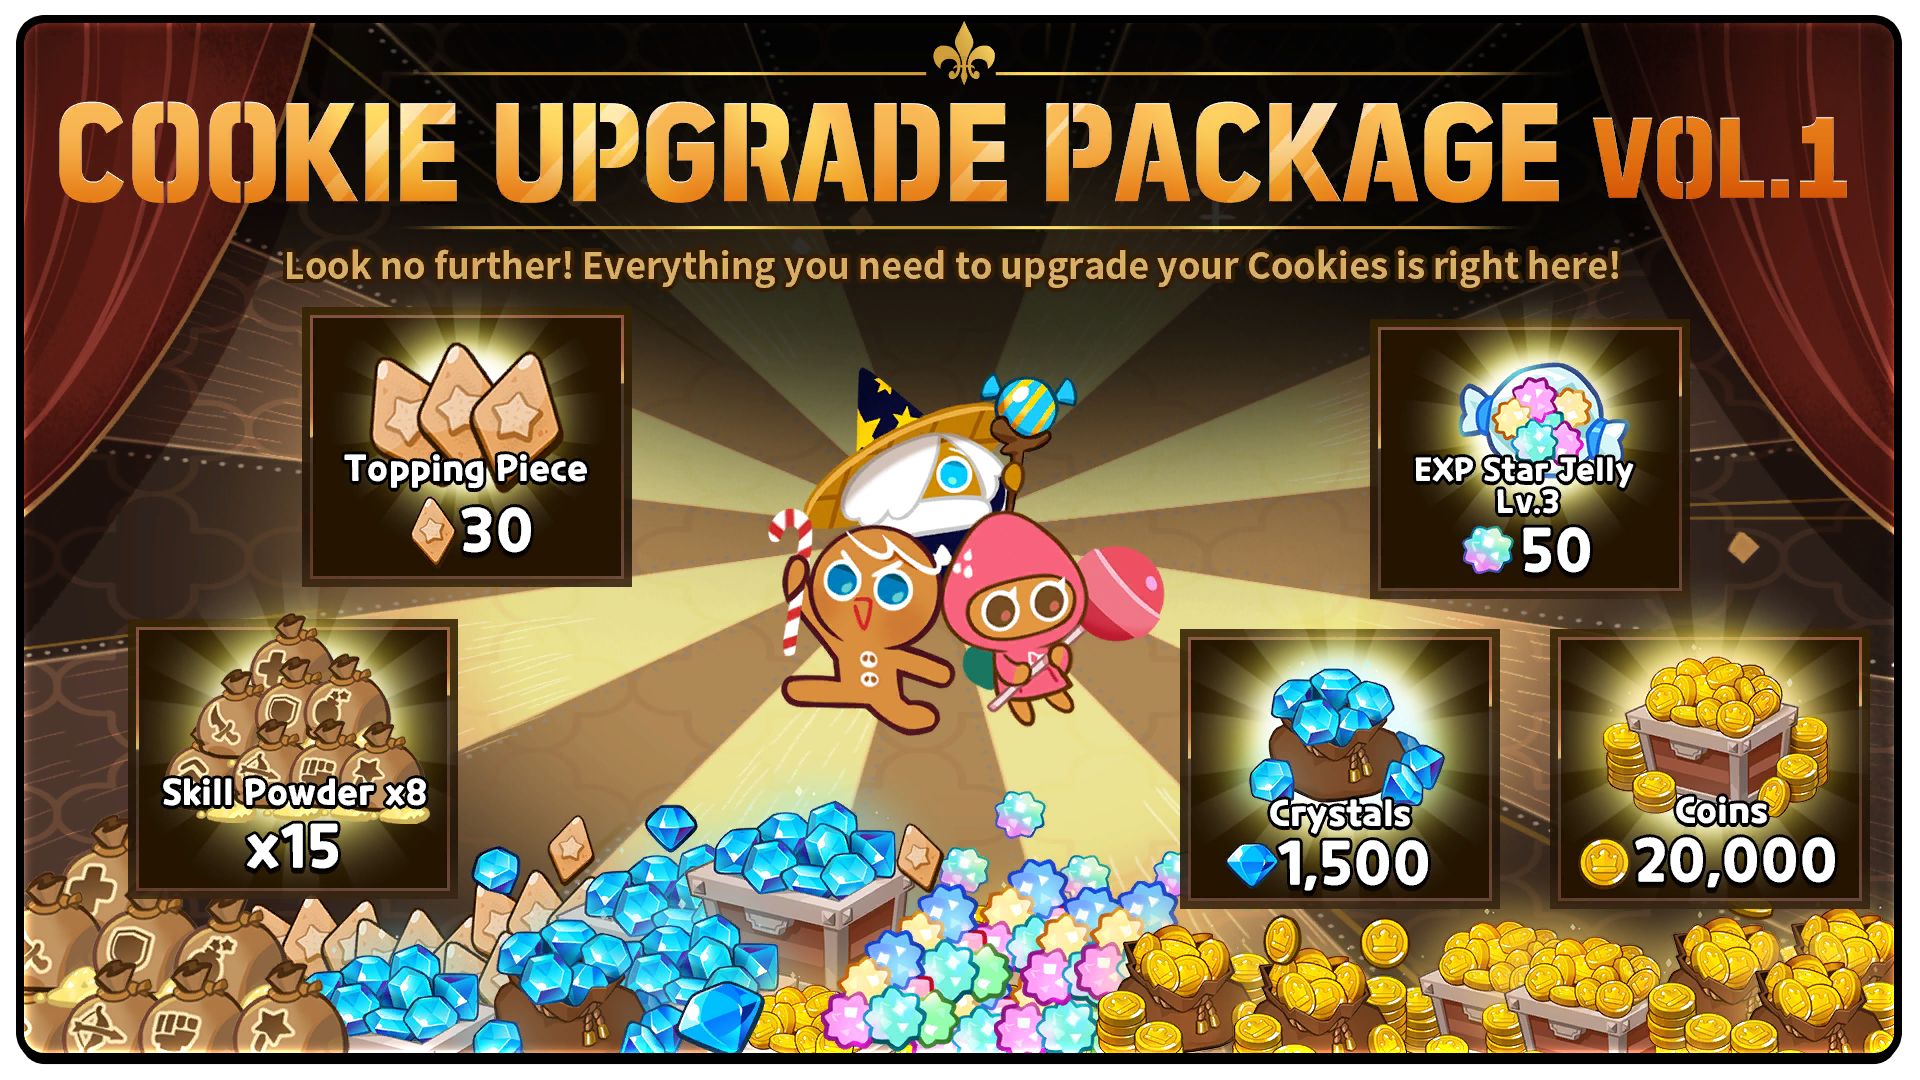 COOKIE UPGRADE PACKAGE VOL.1
Look no further! Everything you need to upgrade your Cookies is right here!
Topping Piece
30
EXP Star Jelly
Lv.3
50
Skill Powder x8
x15
Crystals
1,500
Coins
20,000